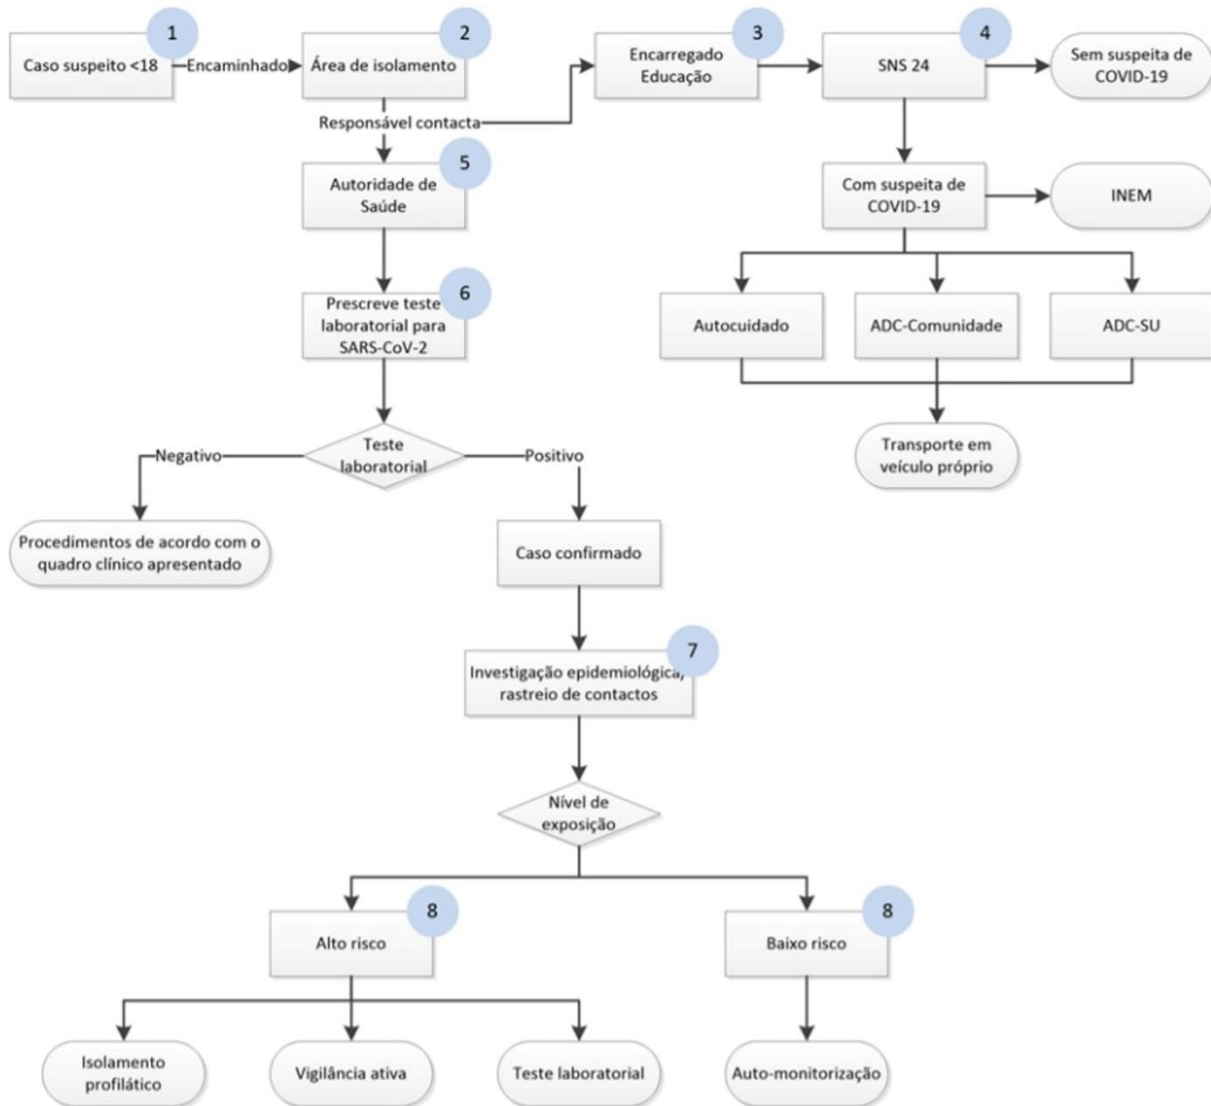 1
Caso suspeito <18
Encaminhado
2
Área de isolamento
3
Encarregado
Educação
4
SNS 24
Sem suspeita de
COVID-19
Responsável contacta
5
Autoridade de
Saúde
Com suspeita de
COVID-19
INEM
6
Prescreve teste
laboratorial para
SARS-CoV-2
Autocuidado
ADC-Comunidade
ADC-SU
Teste
laboratorial
Negativo
Positivo
Transporte em
veículo próprio
Procedimentos de acordo com o
quadro clínico apresentado
Caso confirmado
7
Investigação epidemiológica/
rastreio de contactos
Nível de
exposição
8
Alto risco
8
Baixo risco
Isolamento
profilático
Vigilância ativa
Teste laboratorial
Auto-monitorização